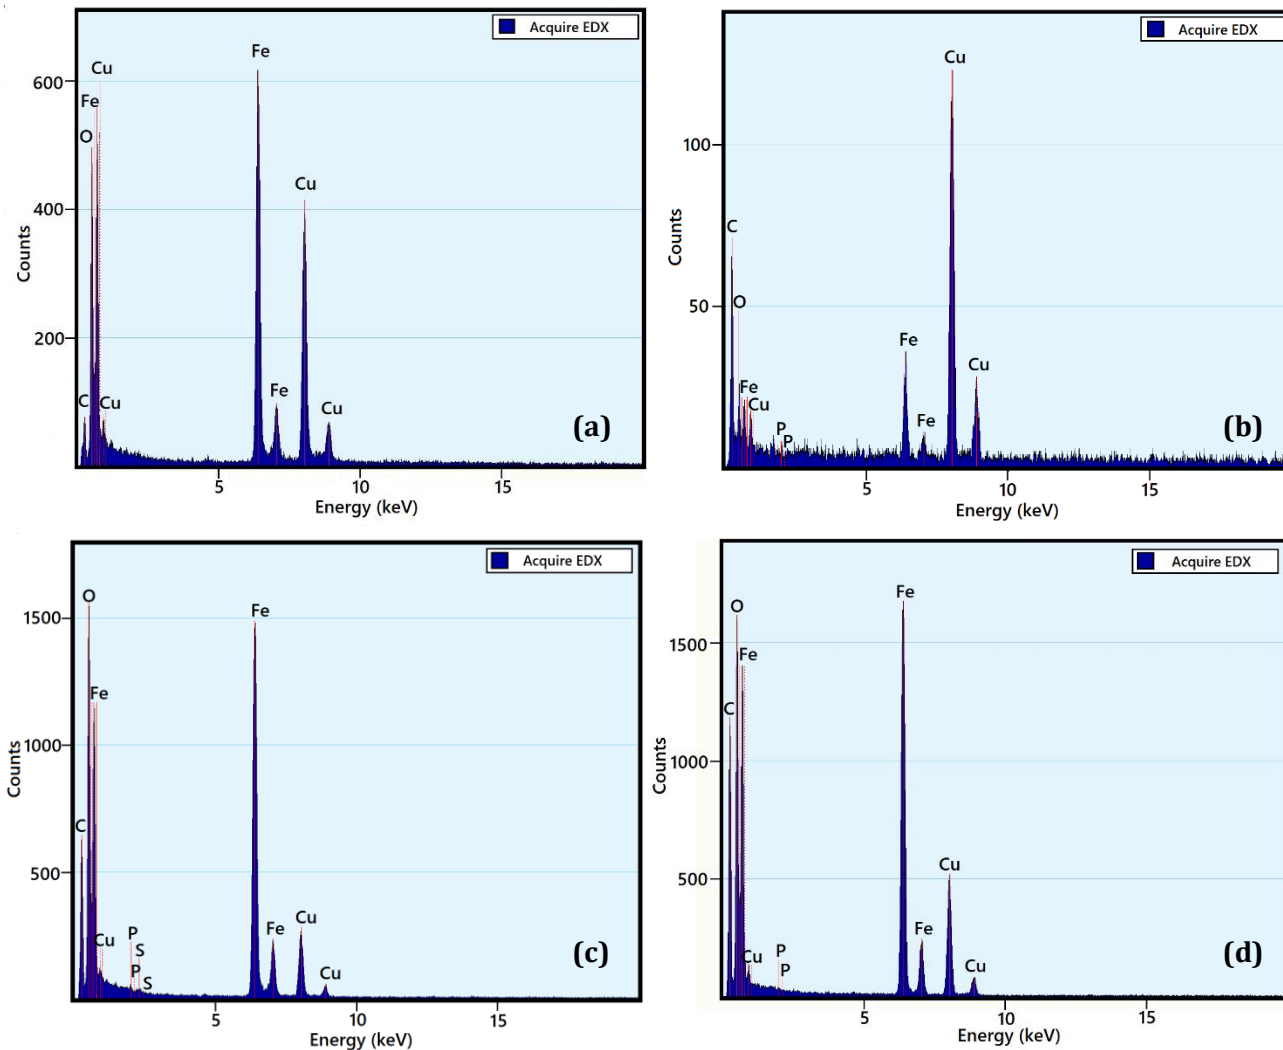 Acquire EDX
Fe
Cu
600
Fe
O
Cu
400
Counts
200
Fe
C
Cu
Cu
(a)
5
10
15
Energy (keV)
Acquire EDX
Cu
100
Counts
C
50
O
Fe
Cu
Fe
Cu
Fe
P
P
(b)
5
10
15
Energy (keV)
Acquire EDX
O
1500
Fe
Fe
1000
Counts
C
500
Cu
P
S
P
S
Fe
Cu
Cu
(c)
5
10
15
Energy (keV)
Acquire EDX
Fe
O
1500
Fe
C
1000
Counts
Cu
500
Fe
Cu
P
P
Cu
(d)
5
10
15
Energy (keV)